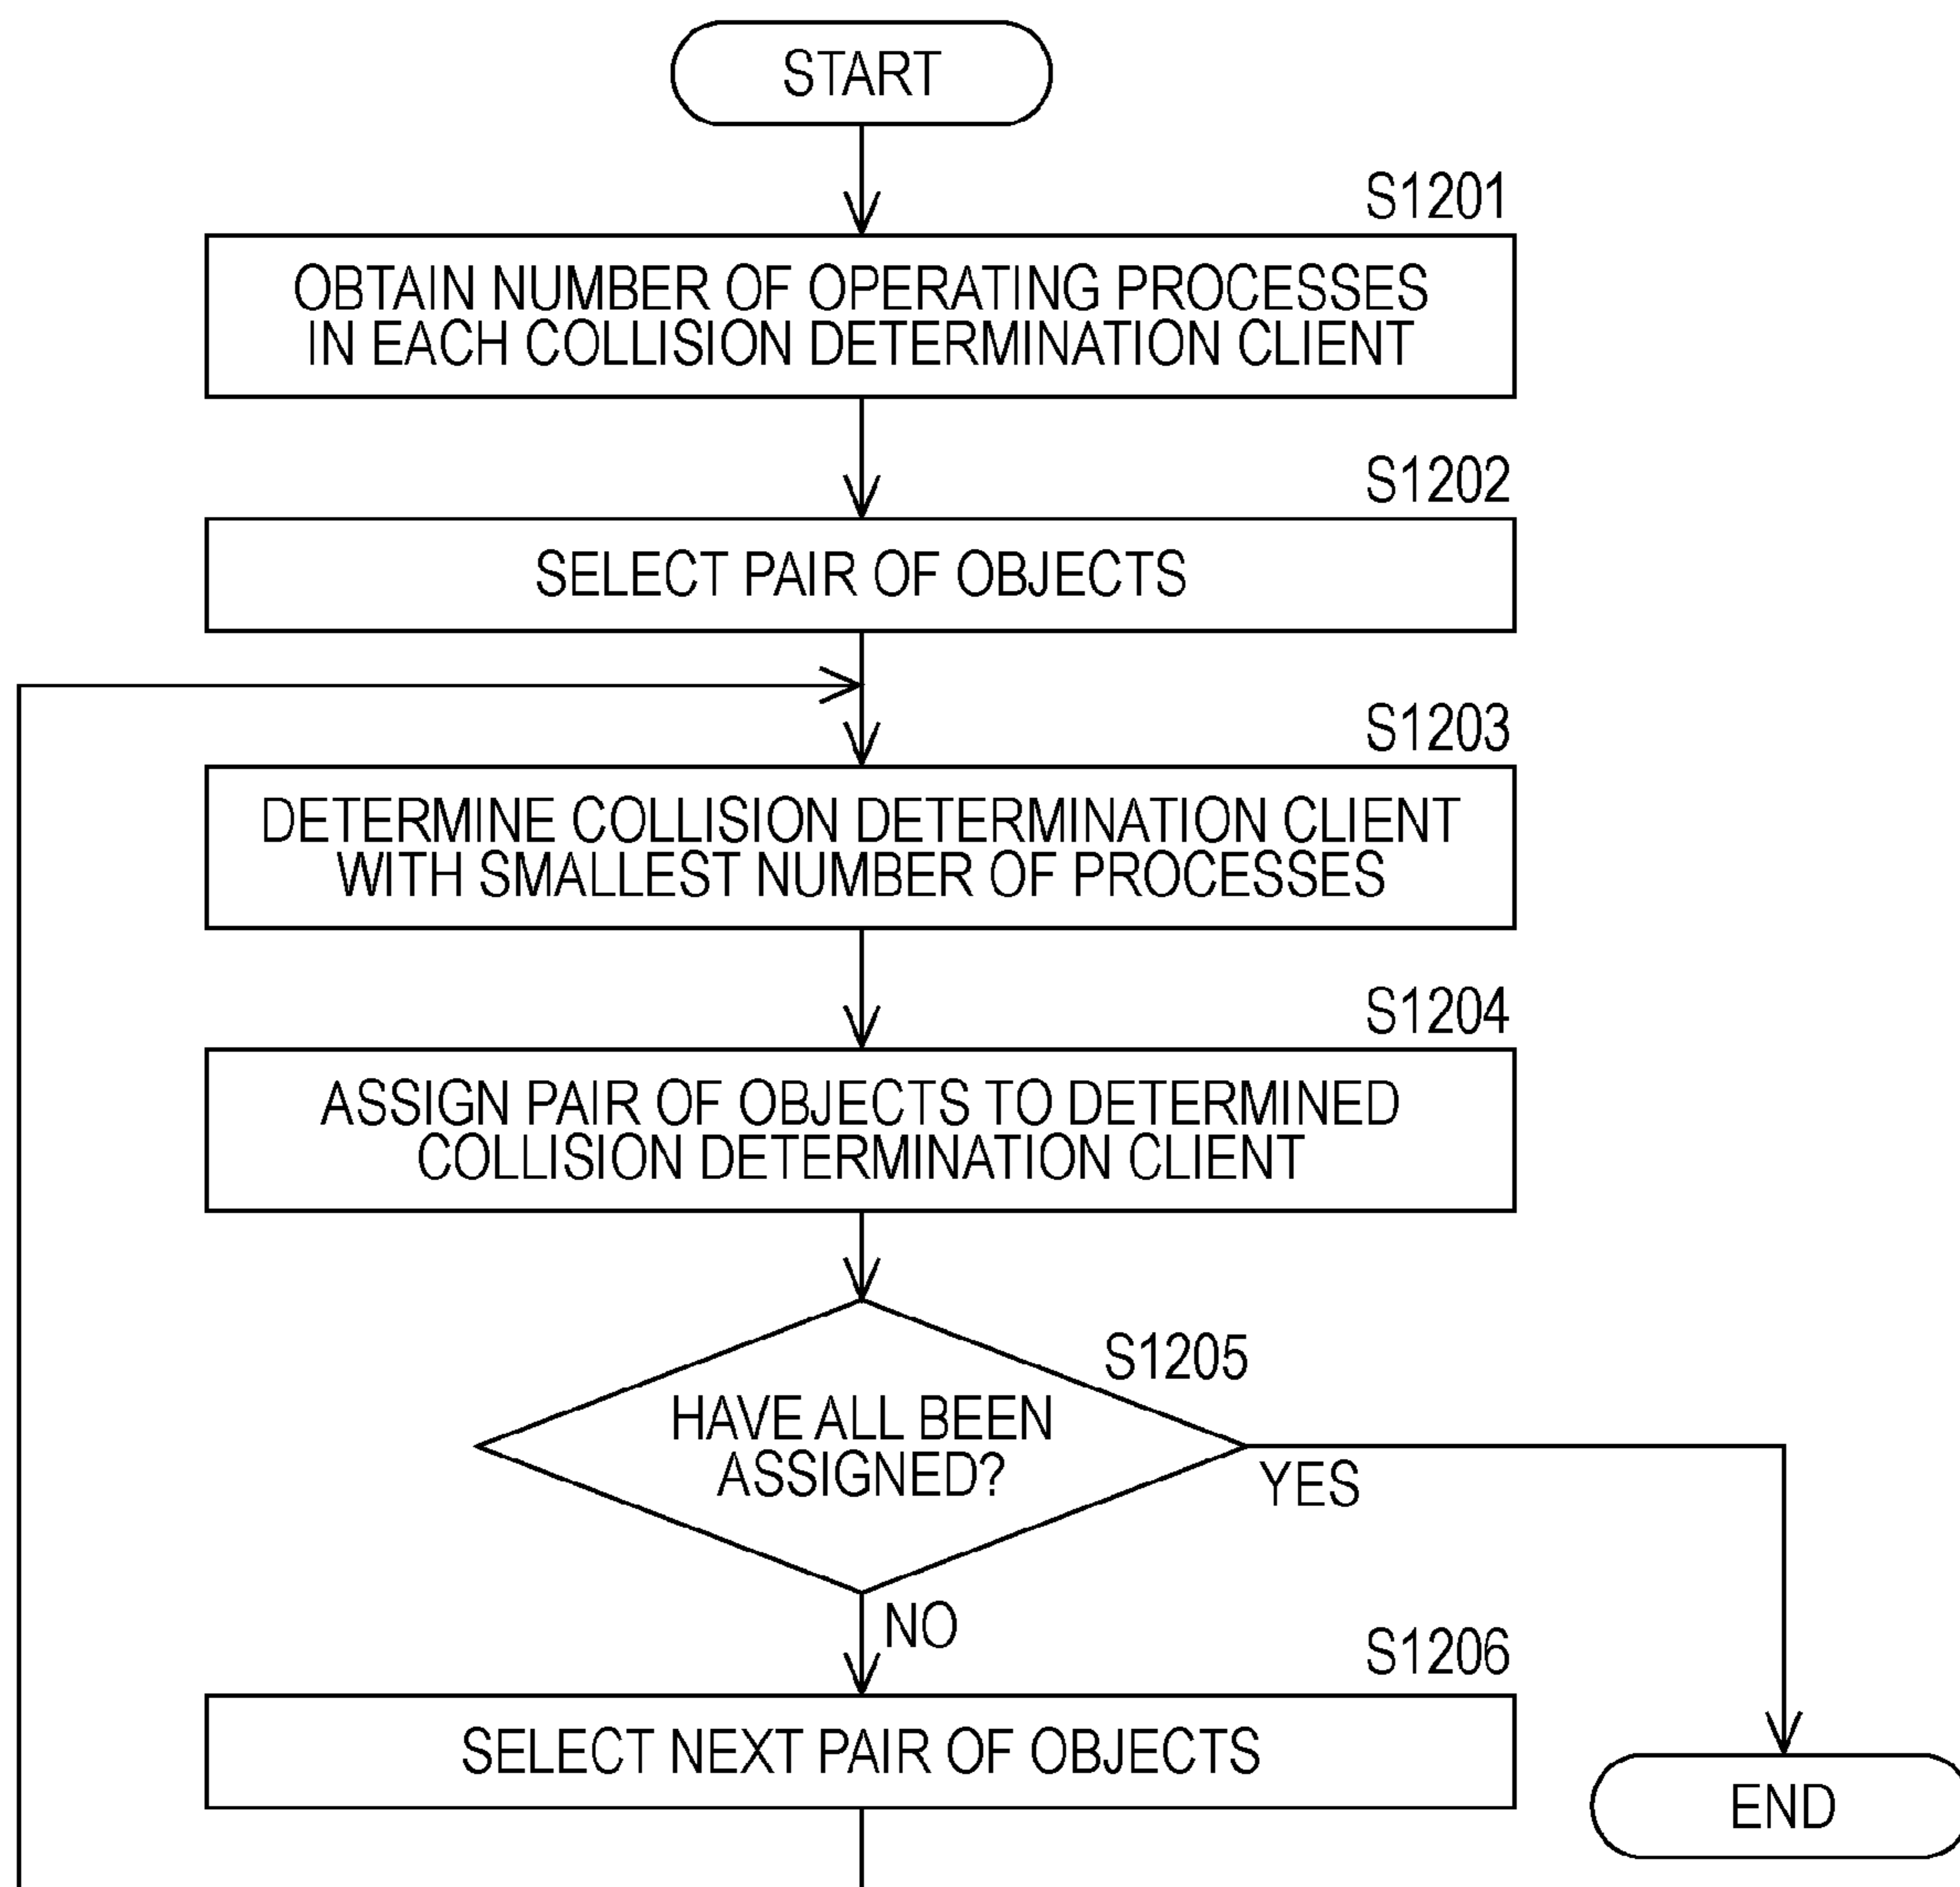 START
S1201
OBTAIN NUMBER OF OPERATING PROCESSES
IN EACH COLLISION DETERMINATION CLIENT
S1202
SELECT PAIR OF OBJECTS
S1203
DETERMINE COLLISION DETERMINATION CLIENT
WITH SMALLEST NUMBER OF PROCESSES
S1204
ASSIGN PAIR OF OBJECTS TO DETERMINED
COLLISION DETERMINATION CLIENT
S1205
HAVE ALL BEEN
ASSIGNED?
YES
NO
S1206
SELECT NEXT PAIR OF OBJECTS
END